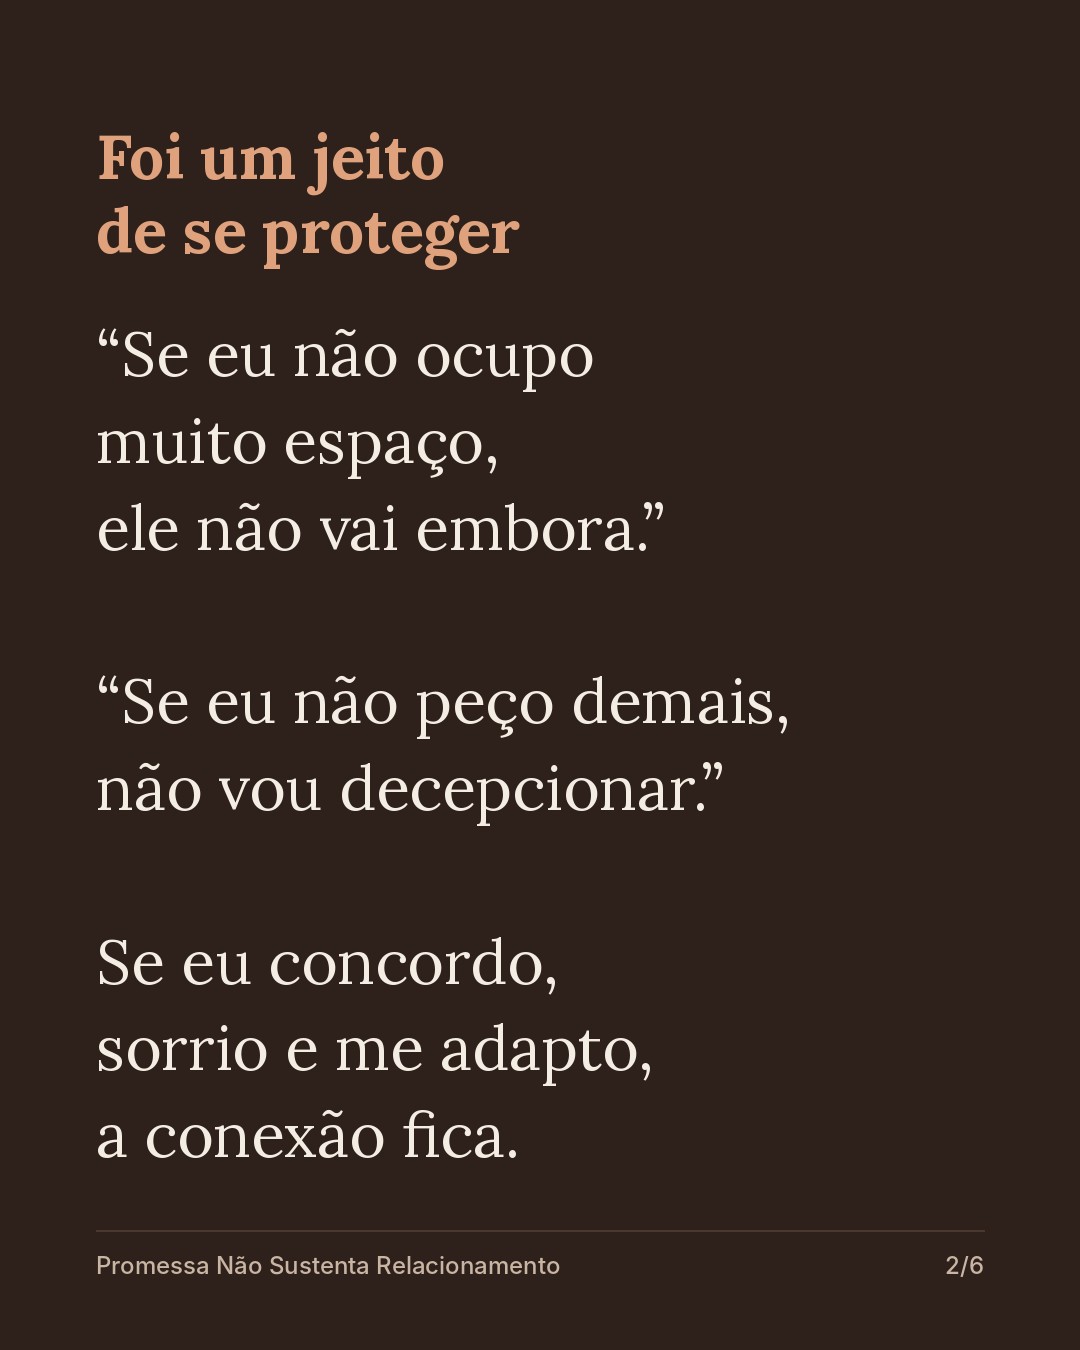 Foi um jeito
de se proteger
“Se eu não ocupo
muito espaço,
ele não vai embora.”
“Se eu não peço demais,
não vou decepcionar.”
Se eu concordo,
sorrio e me adapto,
a conexão fica.
Promessa Não Sustenta Relacionamento
2/6